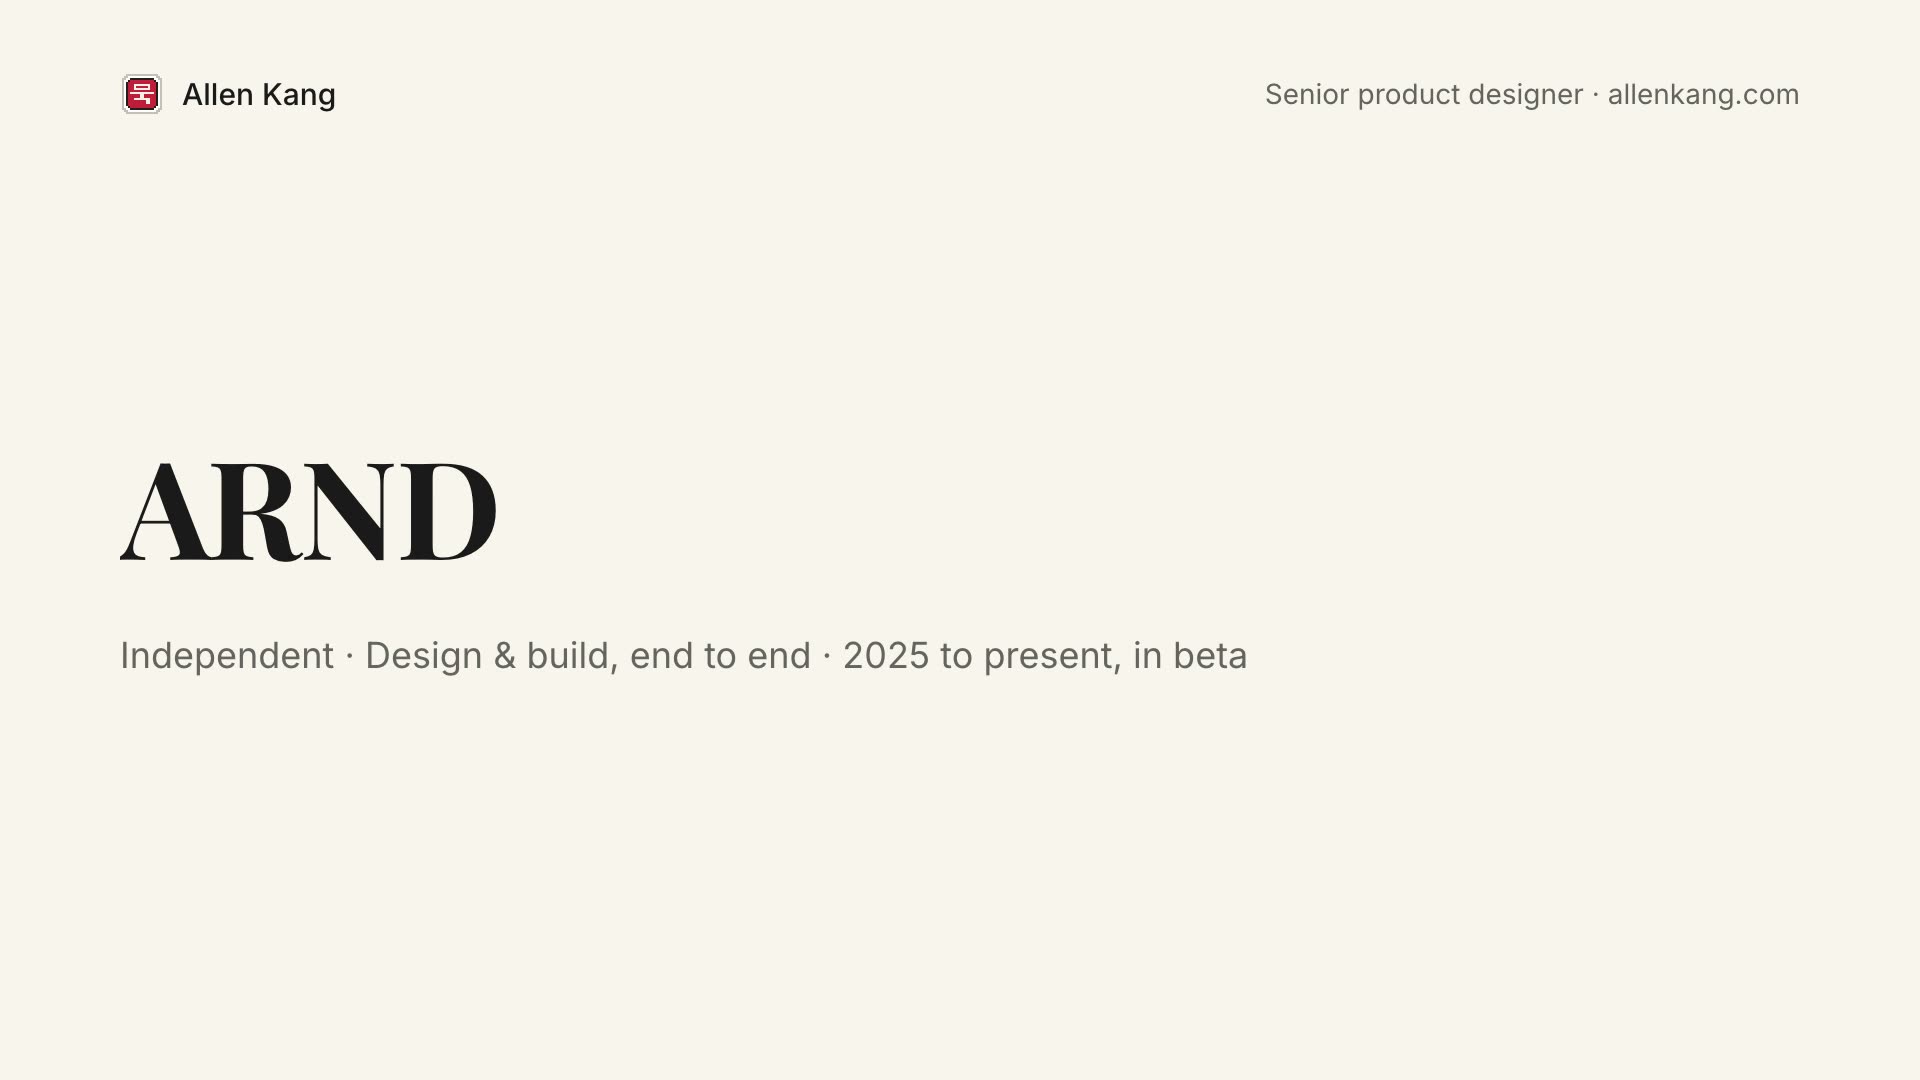 묵 Allen Kang
Senior product designer · allenkang.com
ARND
Independent · Design & build, end to end · 2025 to present, in beta